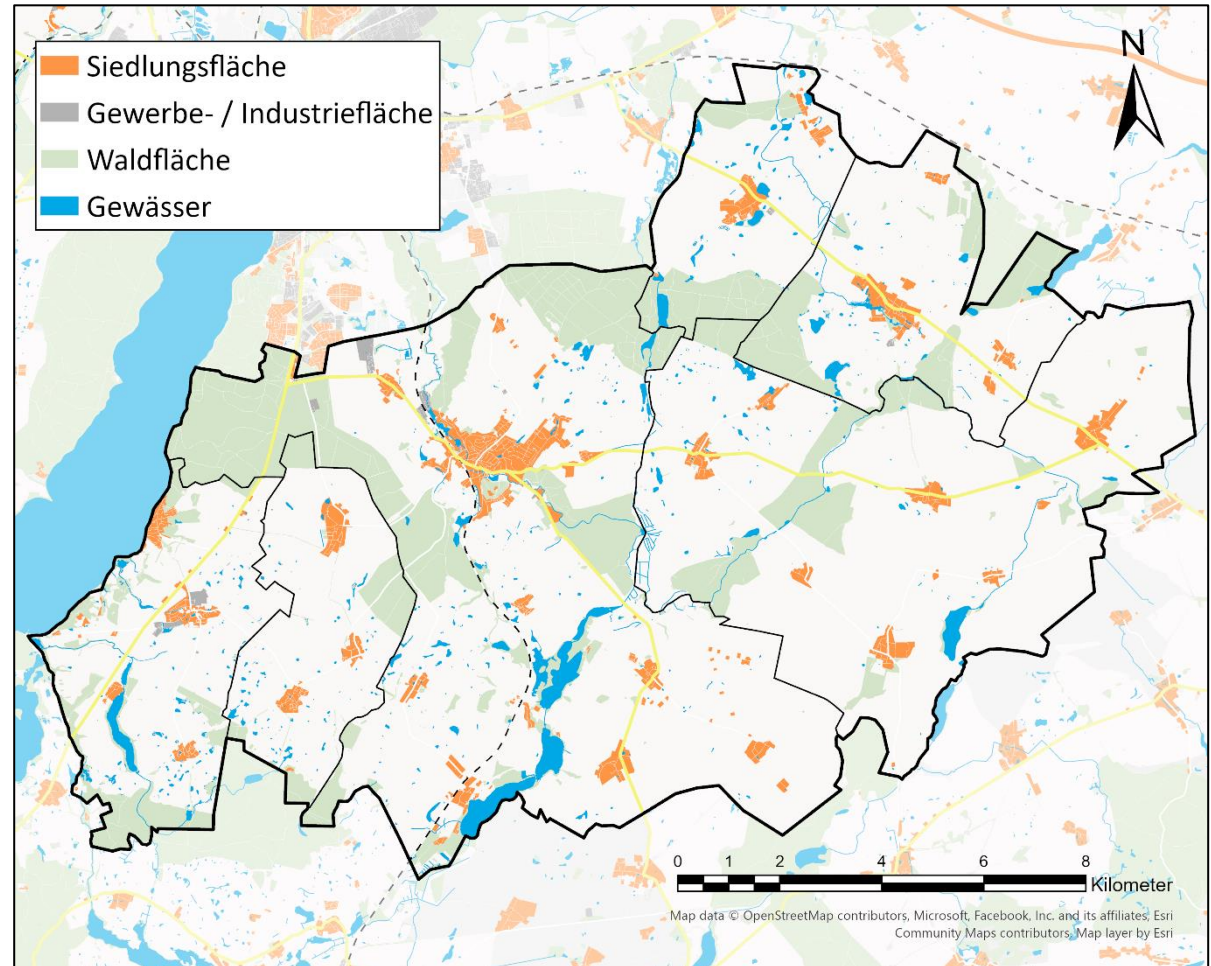 Siedlungsfläche
Gewerbe- / Industriefläche
Waldfläche
Gewässer
N
0 1 2 4 6 8
Kilometer
Map data © OpenStreetMap contributors, Microsoft, Facebook, Inc. and its affiliates, Esri
Community Maps contributors, Map layer by Esri